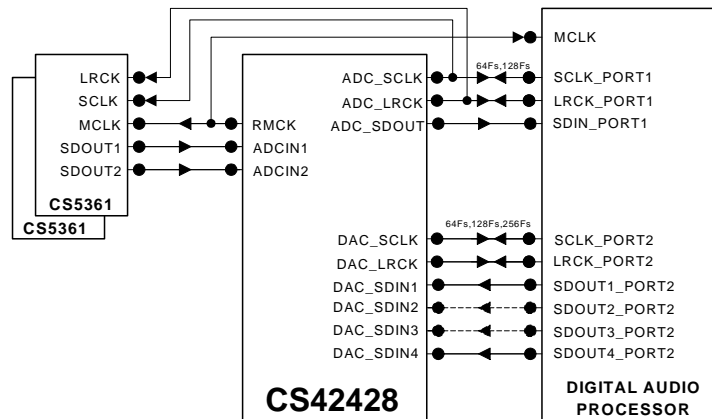 LRCK
SCLK
MCLK
SDOUT1
SDOUT2
CS5361
CS5361
RMCK
ADCIN1
ADCIN2
ADC_SCLK
ADC_LRCK
ADC_SDOUT
DAC_SCLK
DAC_LRCK
DAC_SDIN1
DAC_SDIN2
DAC_SDIN3
DAC_SDIN4
CS42428
64Fs,128Fs
64Fs,128Fs,256Fs
MCLK
SCLK_PORT1
LRCK_PORT1
SDIN_PORT1
SCLK_PORT2
LRCK_PORT2
SDOUT1_PORT2
SDOUT2_PORT2
SDOUT3_PORT2
SDOUT4_PORT2
DIGITAL AUDIO
PROCESSOR